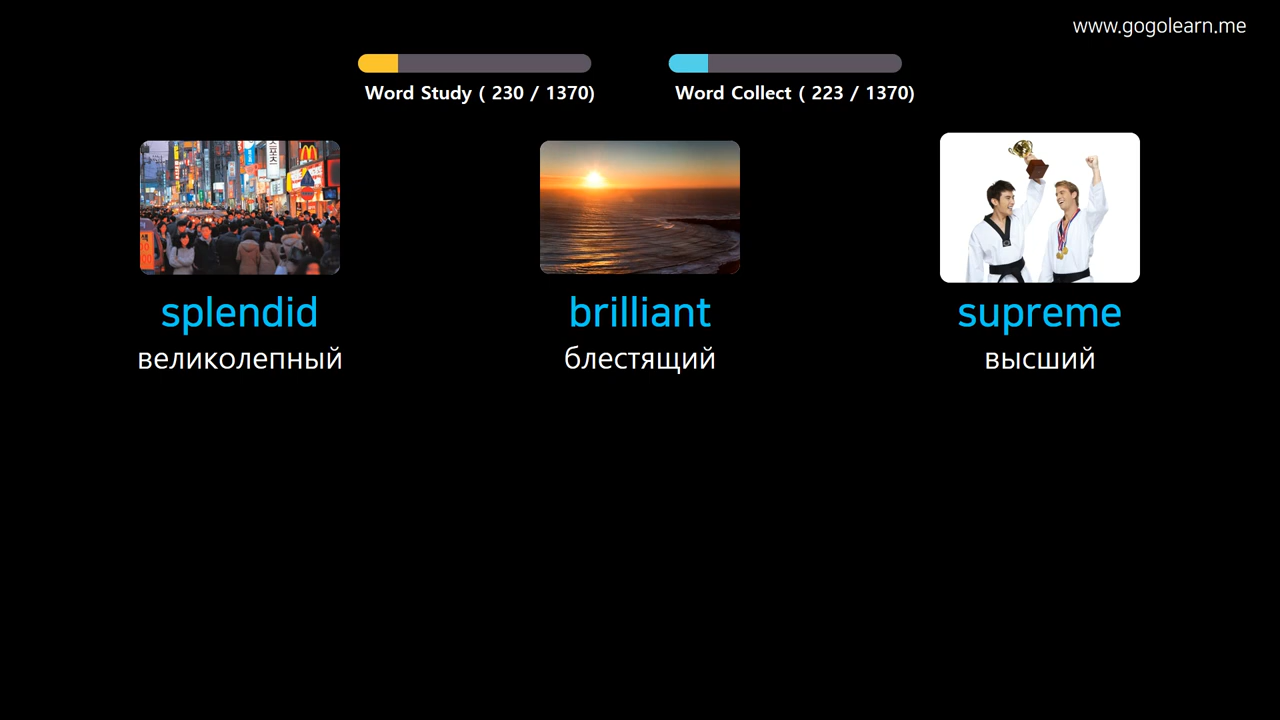 www.gogolearn.me
Word Study ( 230 / 1370)
Word Collect ( 223 / 1370)
splendid
brilliant
supreme
великолепный
блестящий
высший